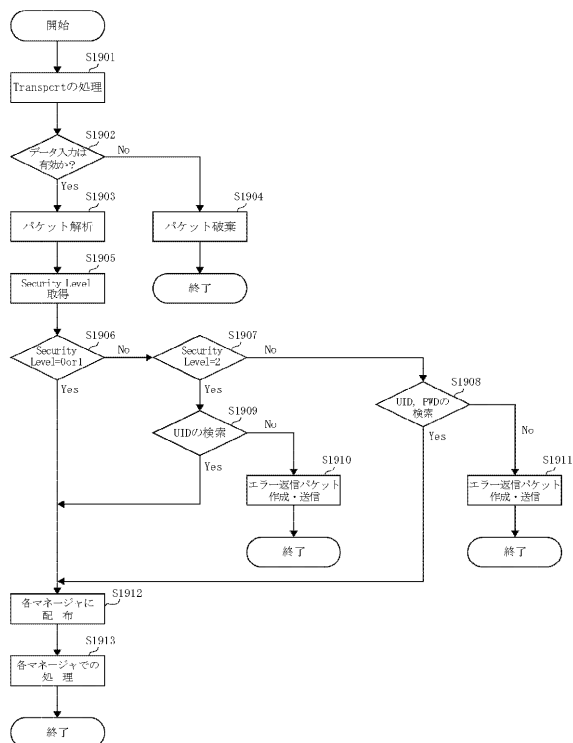 開始
S1901
Transportの処理
S1902
データ入力は
有効か?
No
Yes
S1903
パケット解析
S1904
パケット破棄
終了
S1905
Security Level
取得
S1906
Security
Level=0or1
No
Yes
S1907
Security
Level=2
No
Yes
S1908
UID, PWDの
検索
Yes
No
S1909
UIDの検索
No
Yes
S1910
エラー返信パケット
作成・送信
終了
S1911
エラー返信パケット
作成・送信
終了
S1912
各マネージャに
配 布
S1913
各マネージャでの
処 理
終了